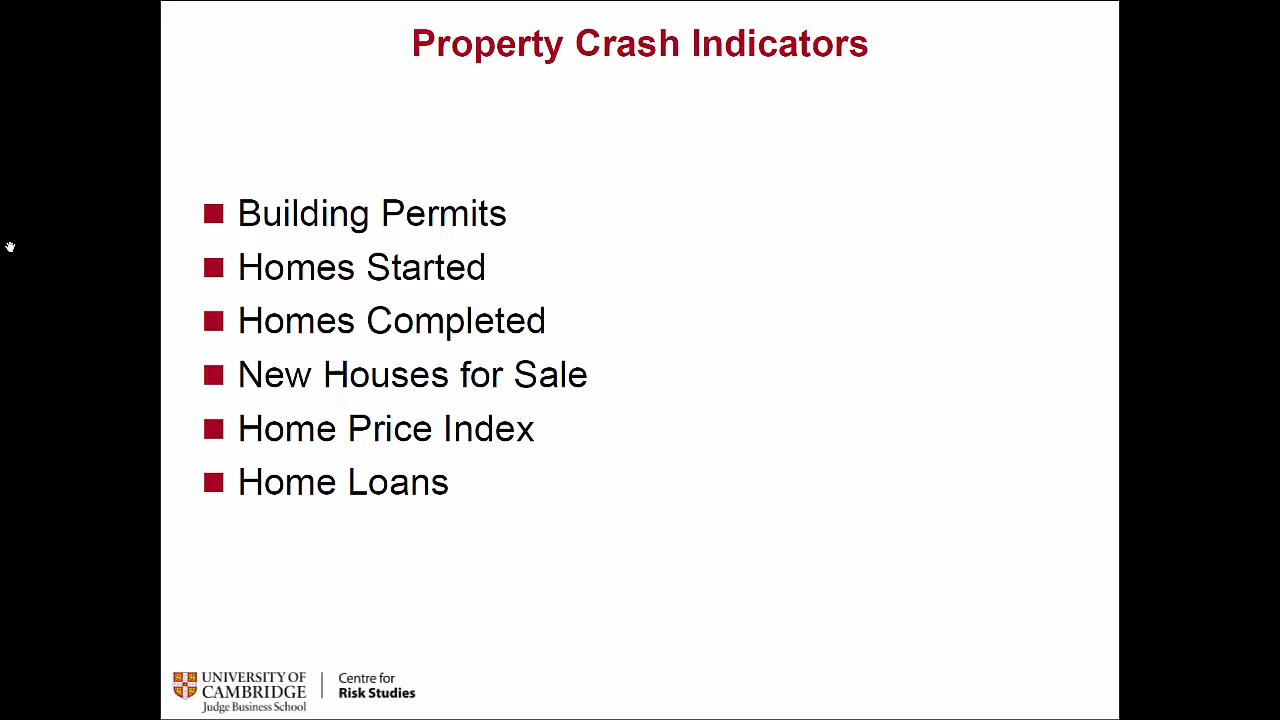 Property Crash Indicators
Building Permits
Homes Started
Homes Completed
New Houses for Sale
Home Price Index
Home Loans
UNIVERSITY OF
CAMBRIDGE
Judge Business School
Centre for
Risk Studies